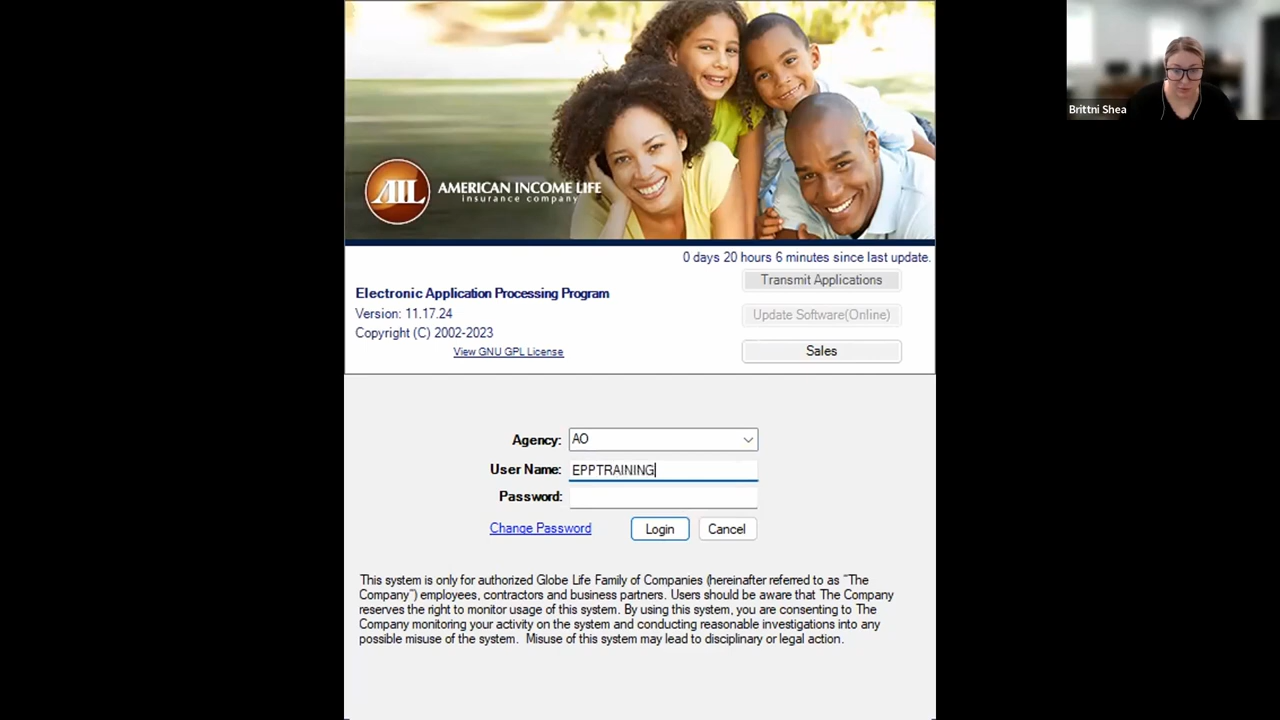 Brittni Shea
AIL
AMERICAN INCOME LIFE
insurance company
0 days 20 hours 6 minutes since last update.
Transmit Applications
Electronic Application Processing Program
Version: 11.17.24
Update Software(Online)
Copyright (C) 2002-2023
View GNU GPL License
Sales
Agency: AO
User Name: EPPTRAINING
Password:
Change Password Login Cancel
This system is only for authorized Globe Life Family of Companies (hereinafter referred to as "The
Company") employees, contractors and business partners. Users should be aware that The Company
reserves the right to monitor usage of this system. By using this system, you are consenting to The
Company monitoring your activity on the system and conducting reasonable investigations into any
possible misuse of the system. Misuse of this system may lead to disciplinary or legal action.